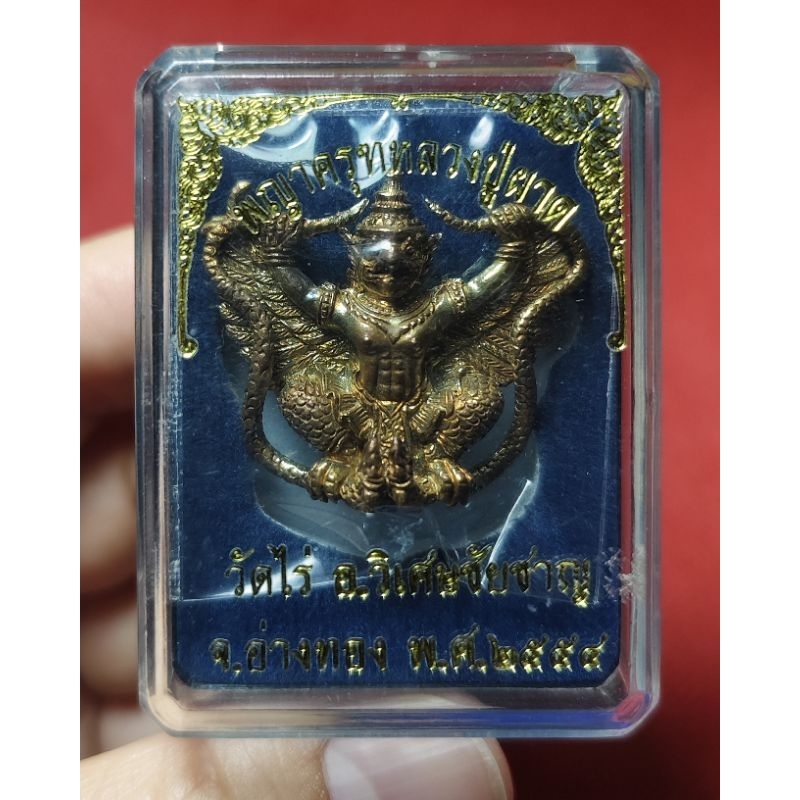 พญาครุฑหลวงปู่ผาด
วัดไร่ อ.วิเศษชัยชาญ
จ.อ่างทอง พ.ศ.๒๕๕๔